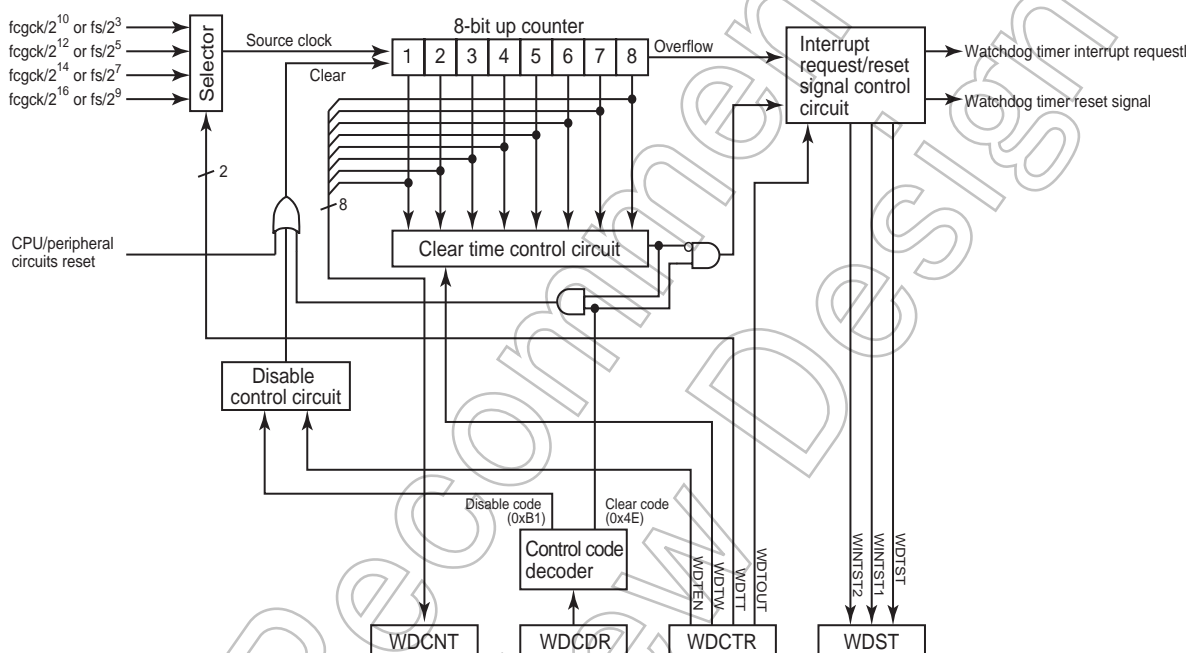 fcgck/2^10 or fs/2^3
fcgck/2^12 or fs/2^5
fcgck/2^14 or fs/2^7
fcgck/2^16 or fs/2^9
Selector
Source clock
Clear
8-bit up counter
1 2 3 4 5 6 7 8
Overflow
Interrupt
request/reset
signal control
circuit
Watchdog timer interrupt request
Watchdog timer reset signal
2
8
CPU/peripheral
circuits reset
Clear time control circuit
Disable
control circuit
Disable code
(0xB1)
Clear code
(0x4E)
Control code
decoder
WDTEN
WDTW
WDTT
WDTOUT
WINTST2
WINTST1
WDTST
WDCNT
WDCDR
WDCTR
WDST
Recommen
ew Design